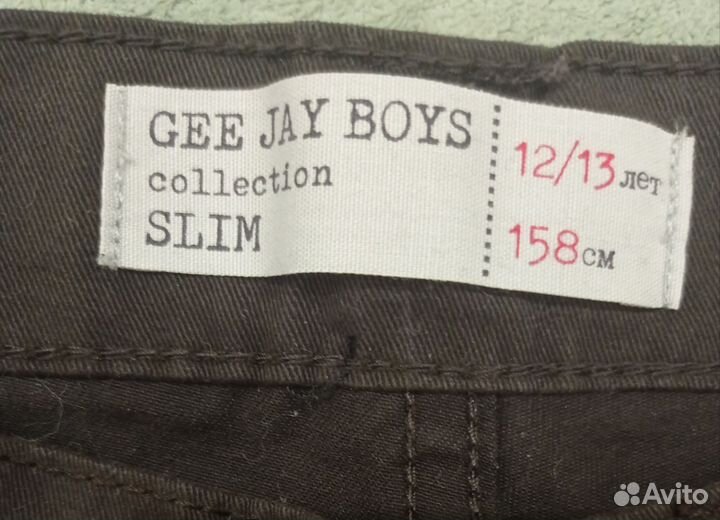 GEE JAY BOYS
collection
SLIM
12/13 лет
158 см
Avito